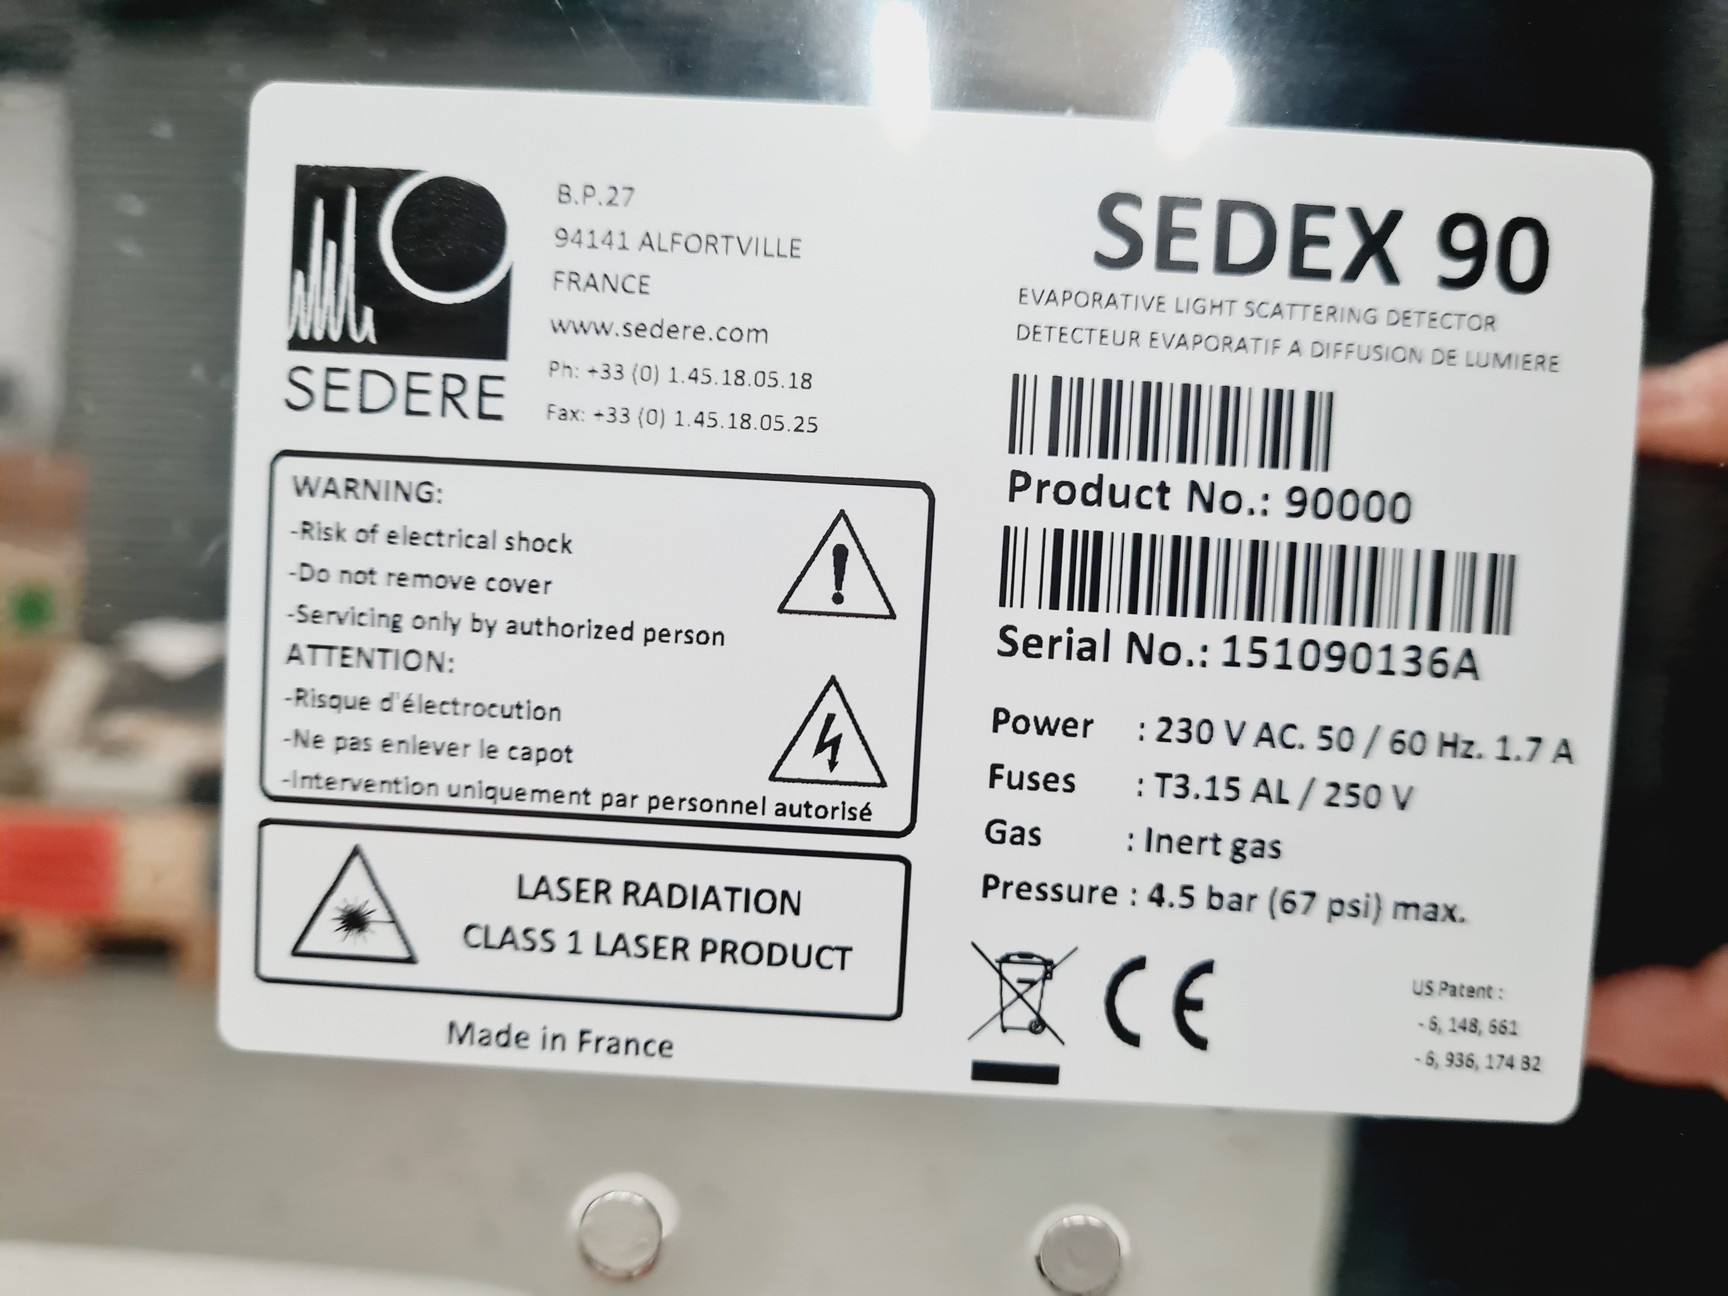 SEDERE
B.P.27
94141 ALFORTVILLE
FRANCE
www.sedere.com
Ph: +33 (0) 1.45.18.05.18
Fax: +33 (0) 1.45.18.05.25
WARNING:
-Risk of electrical shock
-Do not remove cover
-Servicing only by authorized person
ATTENTION:
-Risque d'électrocution
-Ne pas enlever le capot
-Intervention uniquement par personnel autorisé
LASER RADIATION
CLASS 1 LASER PRODUCT
Made in France
SEDEX 90
EVAPORATIVE LIGHT SCATTERING DETECTOR
DETECTEUR EVAPORATIF A DIFFUSION DE LUMIERE
Product No.: 90000
Serial No.: 151090136A
Power : 230 V AC. 50 / 60 Hz. 1.7 A
Fuses : T3.15 AL / 250 V
Gas : Inert gas
Pressure : 4.5 bar (67 psi) max.
CE
US Patent :
- 6, 148, 661
- 6, 936, 174 B2